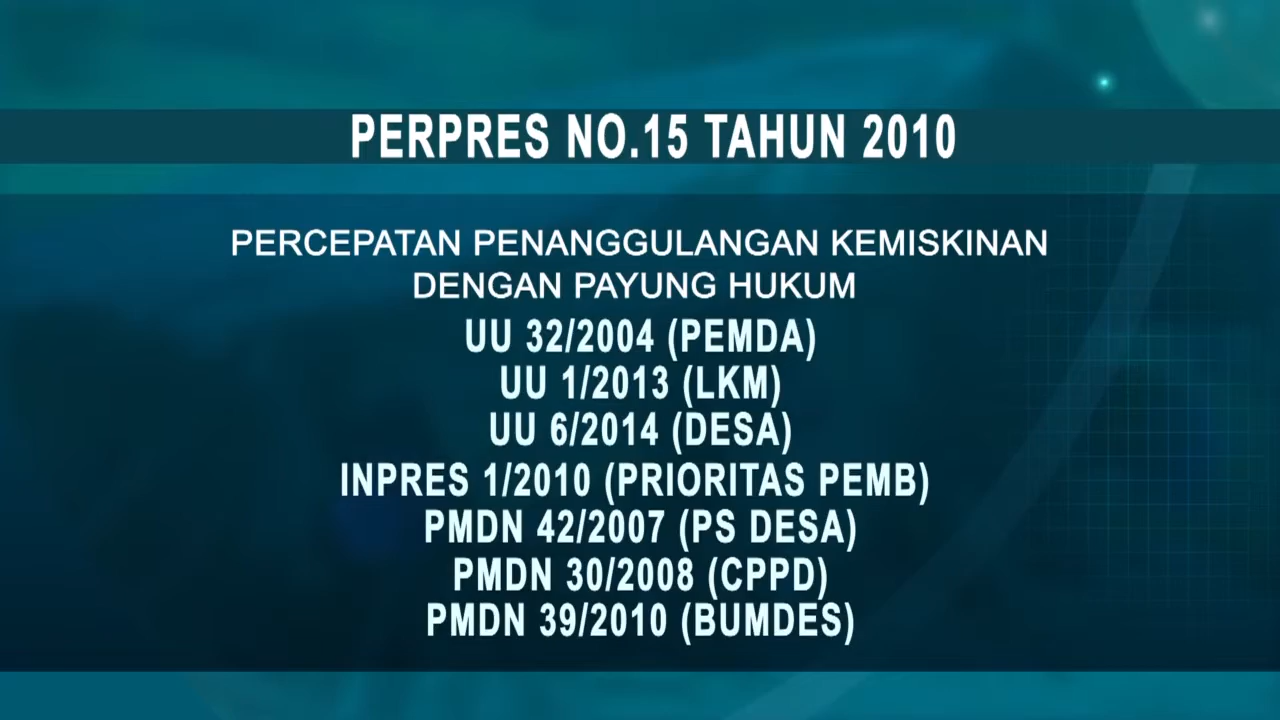 PERPRES NO.15 TAHUN 2010
PERCEPATAN PENANGGULANGAN KEMISKINAN
DENGAN PAYUNG HUKUM
UU 32/2004 (PEMDA)
UU 1/2013 (LKM)
UU 6/2014 (DESA)
INPRES 1/2010 (PRIORITAS PEMB)
PMDN 42/2007 (PS DESA)
PMDN 30/2008 (CPPD)
PMDN 39/2010 (BUMDES)